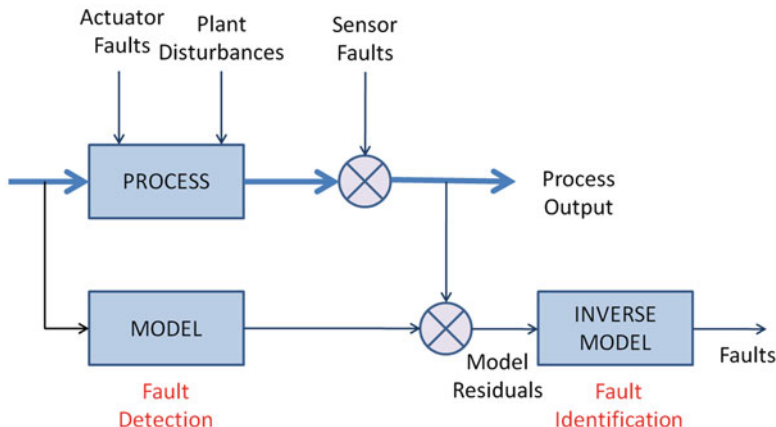 Actuator
Faults
Plant
Disturbances
Sensor
Faults
PROCESS
Process
Output
MODEL
INVERSE
MODEL
Model
Residuals
Faults
Fault
Detection
Fault
Identification